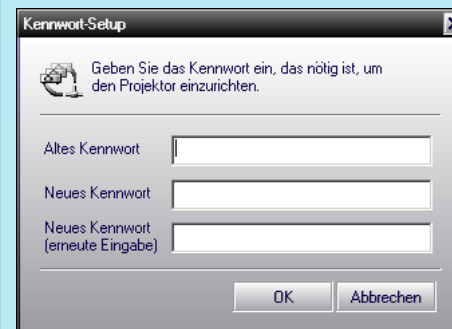 Kennwort-Setup
Geben Sie das Kennwort ein, das nötig ist, um
den Projektor einzurichten.
Altes Kennwort
Neues Kennwort
Neues Kennwort
(erneute Eingabe)
OK
Abbrechen